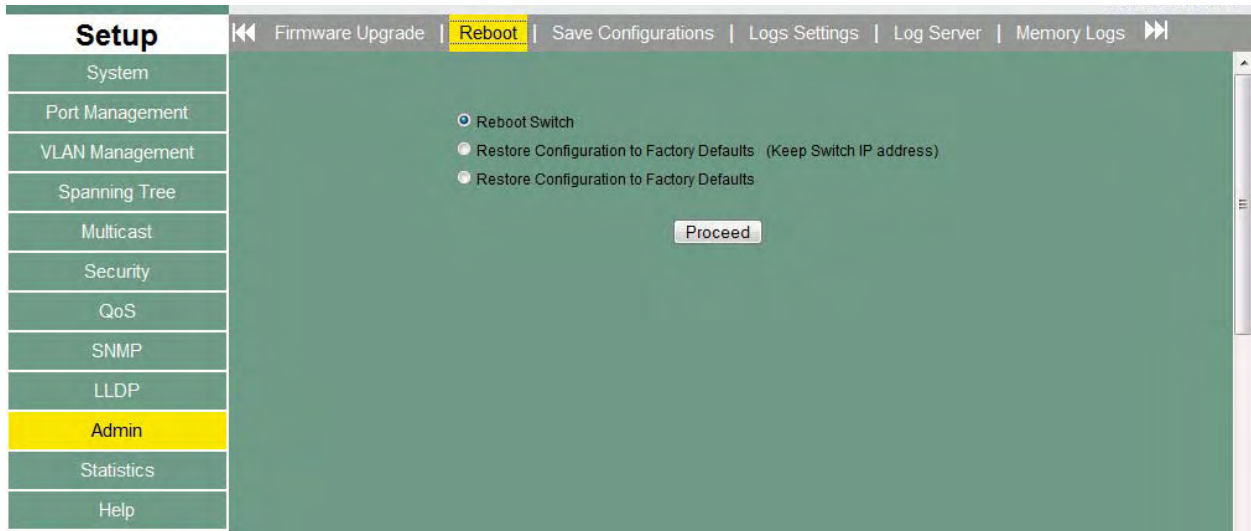 Setup
Firmware Upgrade | Reboot | Save Configurations | Logs Settings | Log Server | Memory Logs
System
Port Management
VLAN Management
Spanning Tree
Multicast
Security
QoS
SNMP
LLDP
Admin
Statistics
Help
Reboot Switch
Restore Configuration to Factory Defaults (Keep Switch IP address)
Restore Configuration to Factory Defaults
Proceed